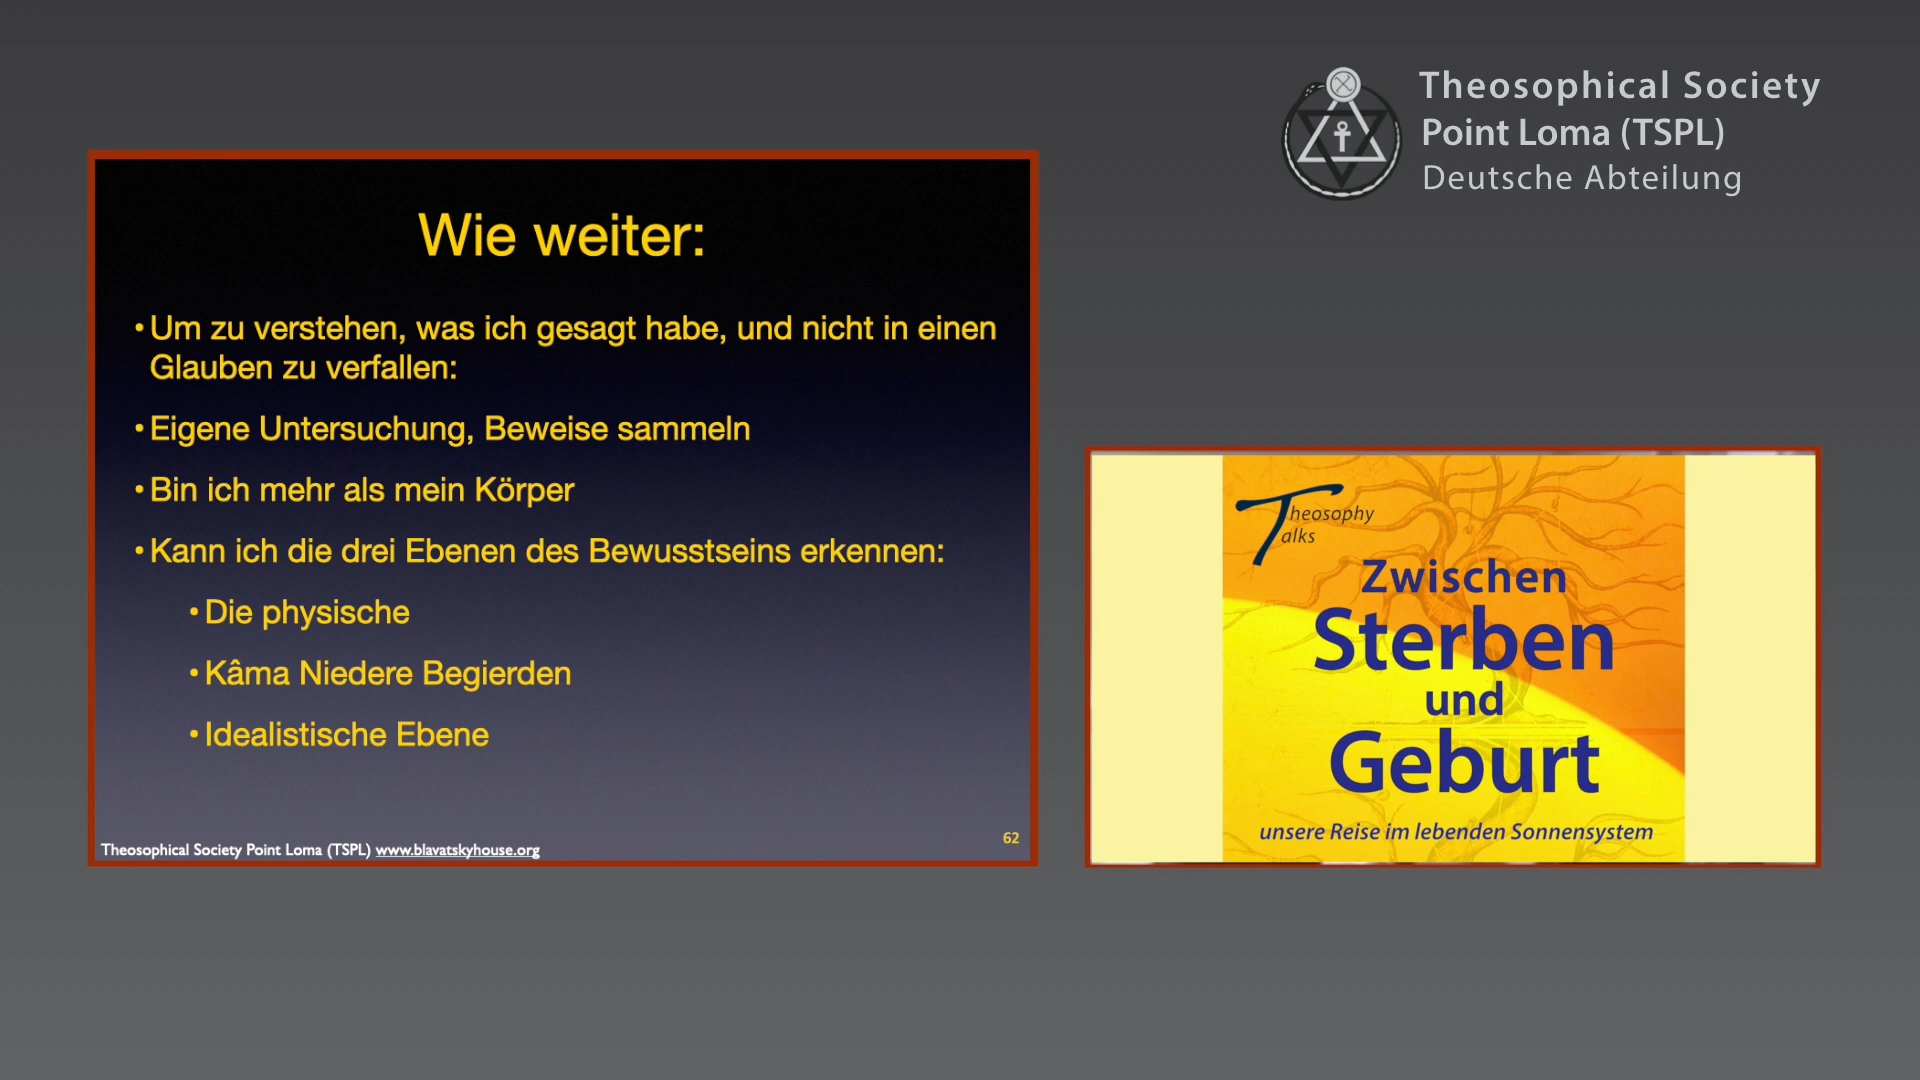 Theosophical Society
Point Loma (TSPL)
Deutsche Abteilung
Wie weiter:
• Um zu verstehen, was ich gesagt habe, und nicht in einen
Glauben zu verfallen:
• Eigene Untersuchung, Beweise sammeln
• Bin ich mehr als mein Körper
• Kann ich die drei Ebenen des Bewusstseins erkennen:
• Die physische
• Kâma Niedere Begierden
• Idealistische Ebene
Theosophical Society Point Loma (TSPL) www.blavatskyhouse.org
62
Theosophy
Talks
Zwischen
Sterben
und
Geburt
unsere Reise im lebenden Sonnensystem